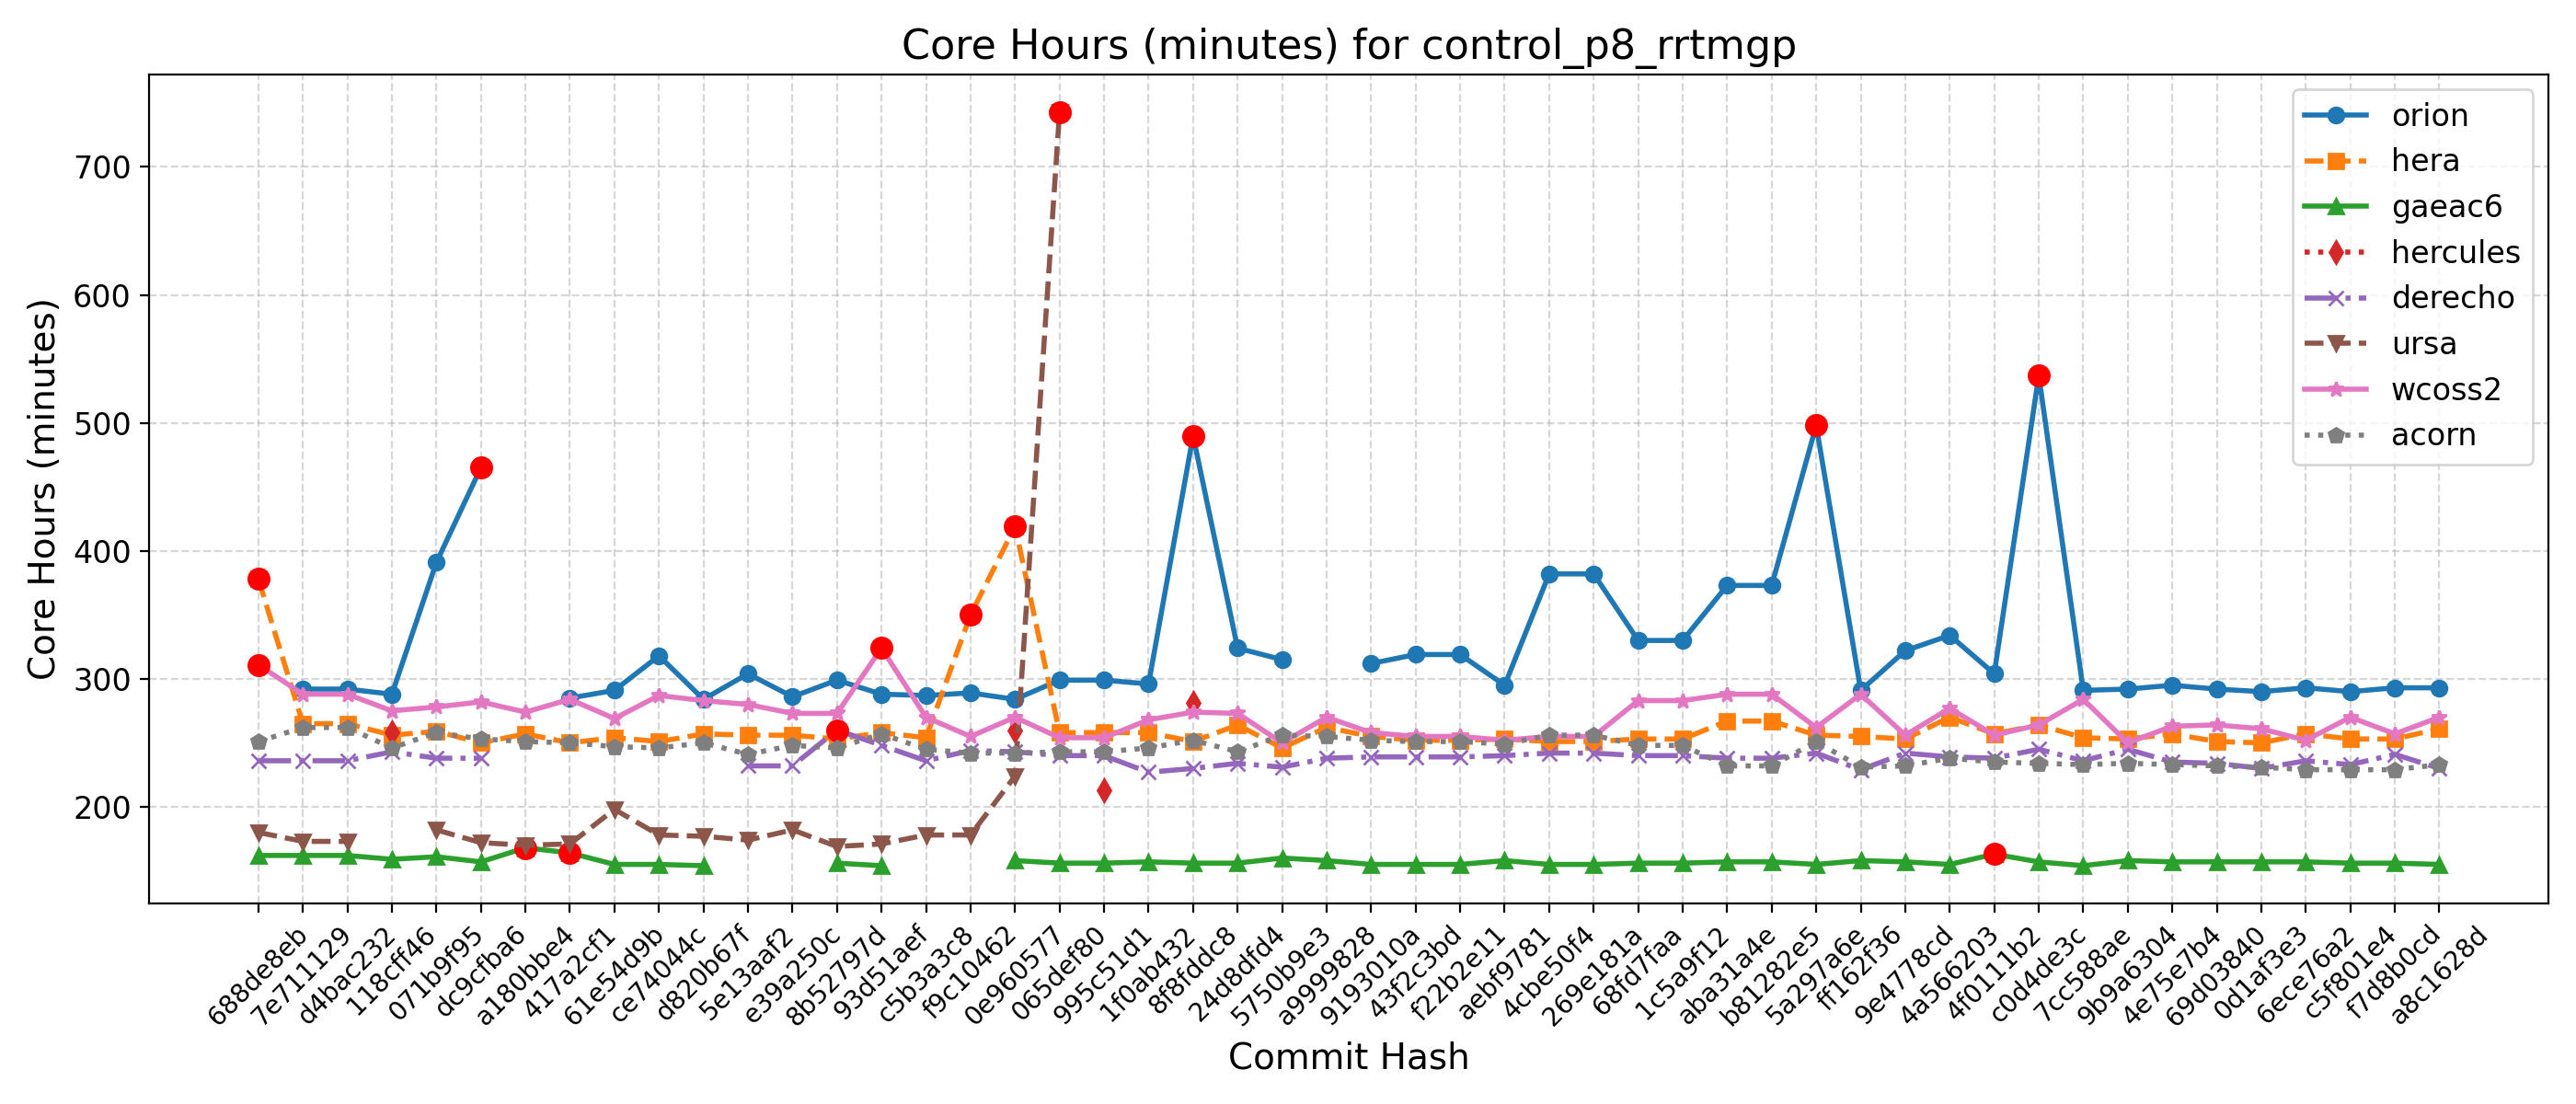 Core Hours (minutes) for control_p8_rrtmgp
Core Hours (minutes)
700
600
500
400
300
200
orion
hera
gaeac6
hercules
derecho
ursa
wcoss2
acorn
688de8eb
7e711129
d4bac232
118cff46
071b9f95
dc9cfba6
a180bbe4
417a2cf1
61e54d9b
ce74044c
d820b67f
5e13aaf2
e39a250c
8b52797d
93d51aef
c5b3a3c8
f9c10462
0e960577
065def80
995c51d1
1f0ab432
8f8fddc8
24d8dfd4
5750b9e3
a9999828
9193010a
43f2c3bd
f22b2e11
aebf9781
4cbe50f4
269e181a
68fd7faa
1c5a9f12
aba31a4e
b81282e5
5a297a6e
ff162f36
9e4778cd
4a566203
4f0111b2
c0d4de3c
7cc588ae
9b9a6304
4e75e7b4
69d03840
0d1af3e3
6ece76a2
c5f801e4
f7d8b0cd
a8c1628d
Commit Hash